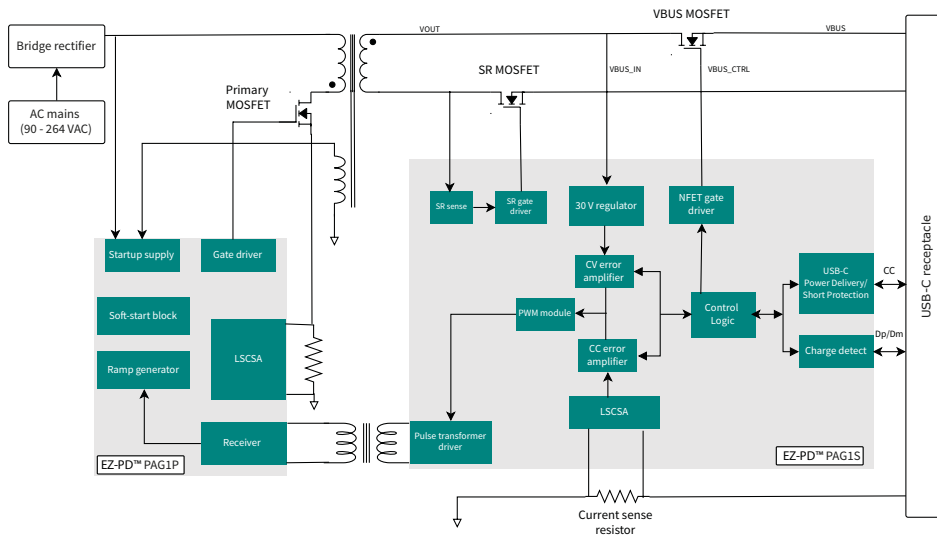 VBUS MOSFET
VOUT
VBUS
Bridge rectifier
SR MOSFET
VBUS_IN
VBUS_CTRL
Primary
MOSFET
AC mains
(90 - 264 VAC)
SR sense
SR gate
driver
30 V regulator
NFET gate
driver
Startup supply
Gate driver
CV error
amplifier
USB-C
Power Delivery/
Short Protection
CC
USB-C receptacle
Soft-start block
PWM module
Control
Logic
LSCSA
Ramp generator
CC error
amplifier
Charge detect
Dp/Dm
LSCSA
Receiver
Pulse transformer
driver
EZ-PD™ PAG1P
EZ-PD™ PAG1S
Current sense
resistor